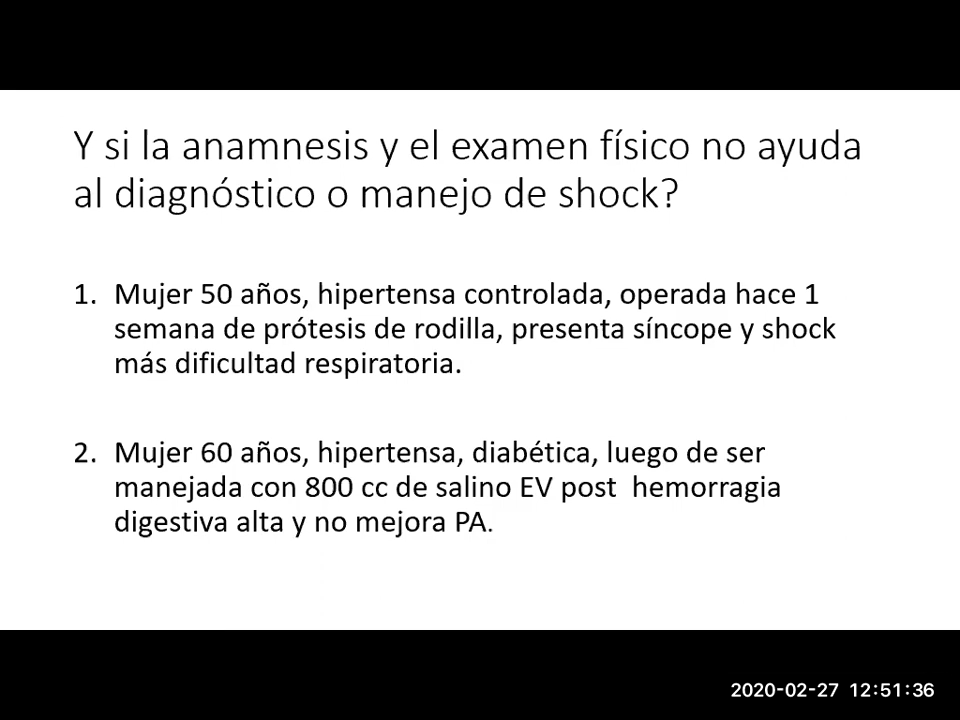 Y si la anamnesis y el examen físico no ayuda
al diagnóstico o manejo de shock?
1. Mujer 50 años, hipertensa controlada, operada hace 1
semana de prótesis de rodilla, presenta síncope y shock
más dificultad respiratoria.
2. Mujer 60 años, hipertensa, diabética, luego de ser
manejada con 800 cc de salino EV post hemorragia
digestiva alta y no mejora PA.
2020-02-27 12:51:36